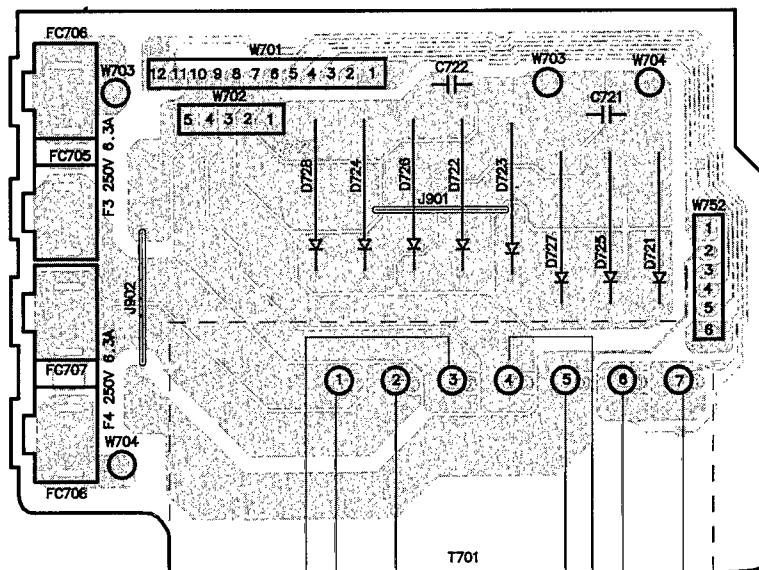 FC706
W701
12 11 10 9 8 7 6 5 4 3 2 1
W703
C722
W703
W704
W702
5 4 3 2 1
C721
6.3A
FC705
250V
F3
D728
D724
D726
D722
D723
D727
D725
D721
J901
W752
1
2
3
4
5
6
J902
6.3A
FC707
250V
F4
1 2 3 4 5 6 7
W704
FC706
T701